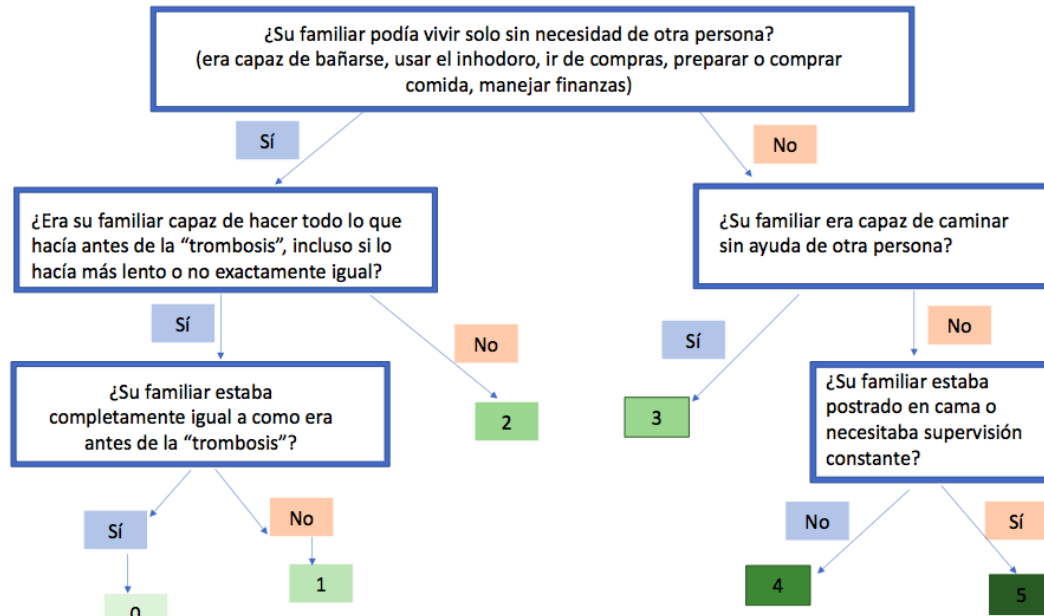 ¿Su familiar podía vivir solo sin necesidad de otra persona?
(era capaz de bañarse, usar el inhodoro, ir de compras, preparar o comprar
comida, manejar finanzas)
Sí
No
¿Era su familiar capaz de hacer todo lo que
hacía antes de la “trombosis”, incluso si lo
hacía más lento o no exactamente igual?
¿Su familiar era capaz de caminar
sin ayuda de otra persona?
Sí
No
Sí
No
¿Su familiar estaba
completamente igual a como era
antes de la “trombosis”?
2
3
¿Su familiar estaba
postrado en cama o
necesitaba supervisión
constante?
Sí
No
No
Sí
0
1
4
5